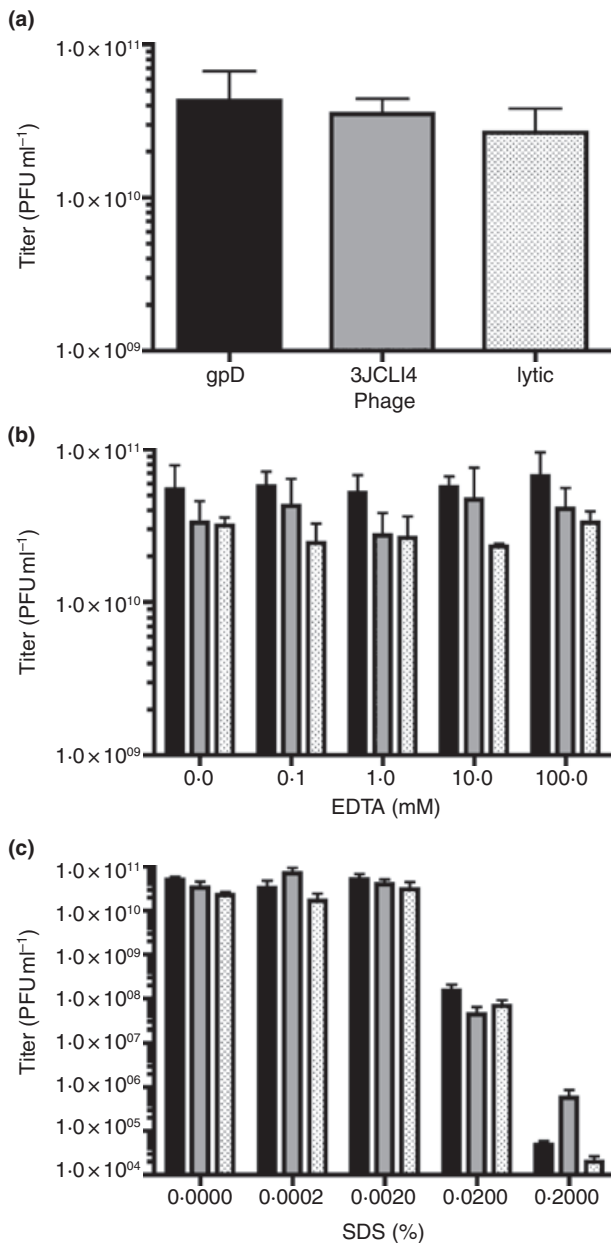 (a)
1·0 × 10¹¹
1·0 × 10¹⁰
1·0 × 10⁰⁹
Titer (PFU ml⁻¹)
gpD 3JCLI4 lytic
Phage
(b)
1·0 × 10¹¹
1·0 × 10¹⁰
1·0 × 10⁰⁹
Titer (PFU ml⁻¹)
0·0 0·1 1·0 10·0 100·0
EDTA (mM)
(c)
1·0 × 10¹¹
1·0 × 10¹⁰
1·0 × 10⁰⁹
1·0 × 10⁰⁸
1·0 × 10⁰⁷
1·0 × 10⁰⁶
1·0 × 10⁰⁵
1·0 × 10⁰⁴
Titer (PFU ml⁻¹)
0·0000 0·0002 0·0020 0·0200 0·2000
SDS (%)